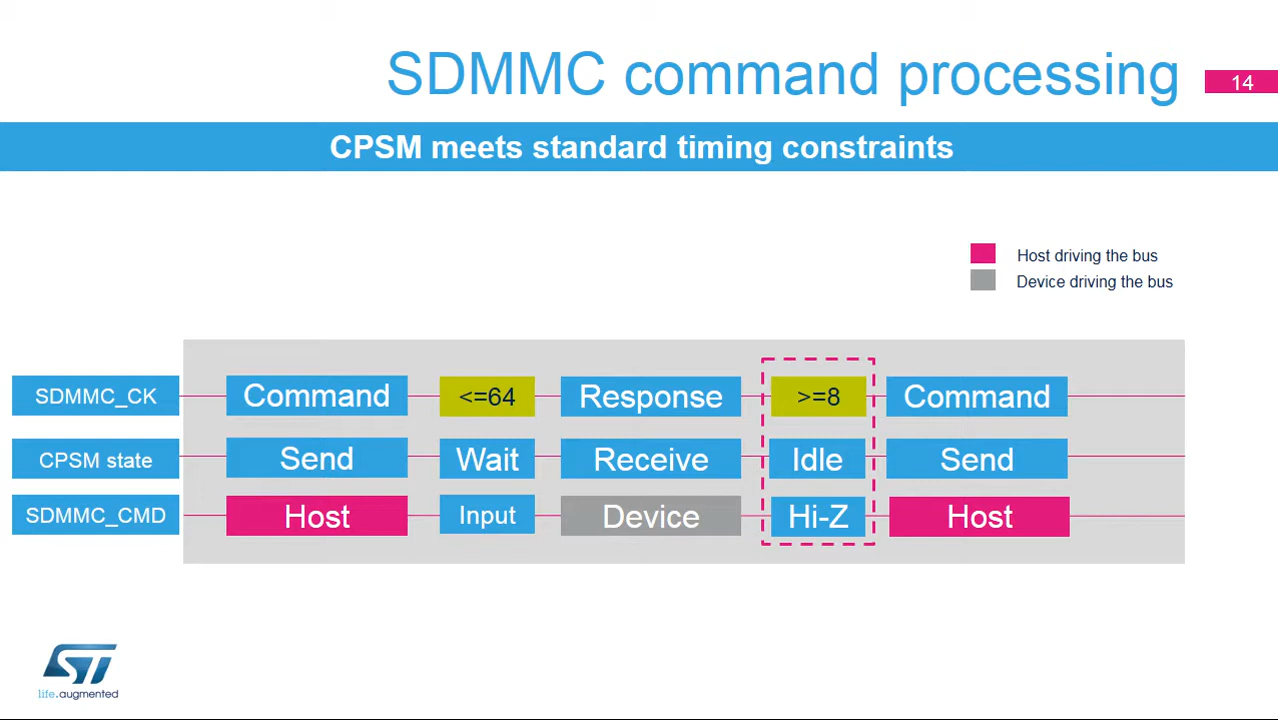 SDMMC command processing
14
CPSM meets standard timing constraints
Host driving the bus
Device driving the bus
SDMMC_CK Command <=64 Response >=8 Command
CPSM state Send Wait Receive Idle Send
SDMMC_CMD Host Input Device Hi-Z Host
ST
life.augmented